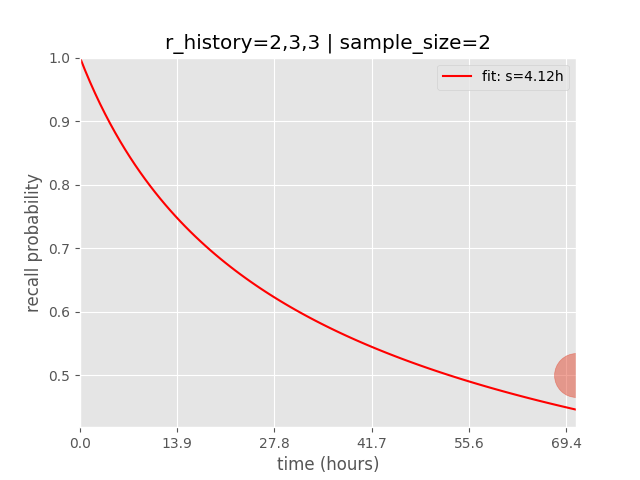 r_history=2,3,3 | sample_size=2
fit: s=4.12h
recall probability
1.0
0.9
0.8
0.7
0.6
0.5
0.0 13.9 27.8 41.7 55.6 69.4
time (hours)